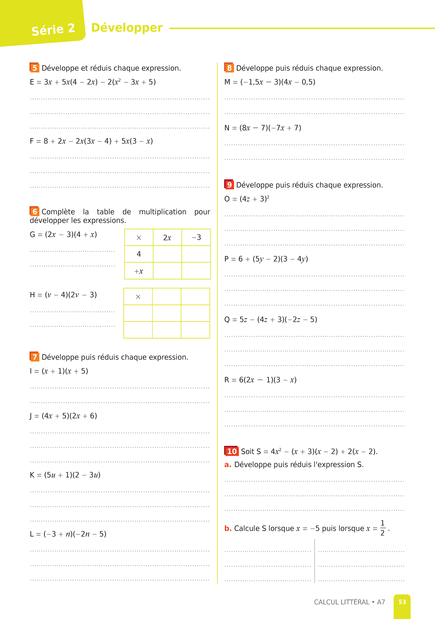 Série 2 Développer
5 Développe et réduis chaque expression.
E = 3x + 5x(4 − 2x) − 2(x² − 3x + 5)
F = 8 + 2x − 2x(3x − 4) + 5x(3 − x)
6 Complète la table de multiplication pour
développer les expressions.
G = (2x − 3)(4 + x)
× 2x −3
4
+x
H = (v − 4)(2v − 3)
×
7 Développe puis réduis chaque expression.
I = (x + 1)(x + 5)
J = (4x + 5)(2x + 6)
K = (5u + 1)(2 − 3u)
L = (−3 + n)(−2n − 5)
8 Développe puis réduis chaque expression.
M = (−1,5x − 3)(4x − 0,5)
N = (8x − 7)(−7x + 7)
9 Développe puis réduis chaque expression.
O = (4z + 3)²
P = 6 + (5y − 2)(3 − 4y)
Q = 5z − (4z + 3)(−2z − 5)
R = 6(2x − 1)(3 − x)
10 Soit S = 4x² − (x + 3)(x − 2) + 2(x − 2).
a. Développe puis réduis l'expression S.
b. Calcule S lorsque x = −5 puis lorsque x = 1/2 .
CALCUL LITTÉRAL • A7 53